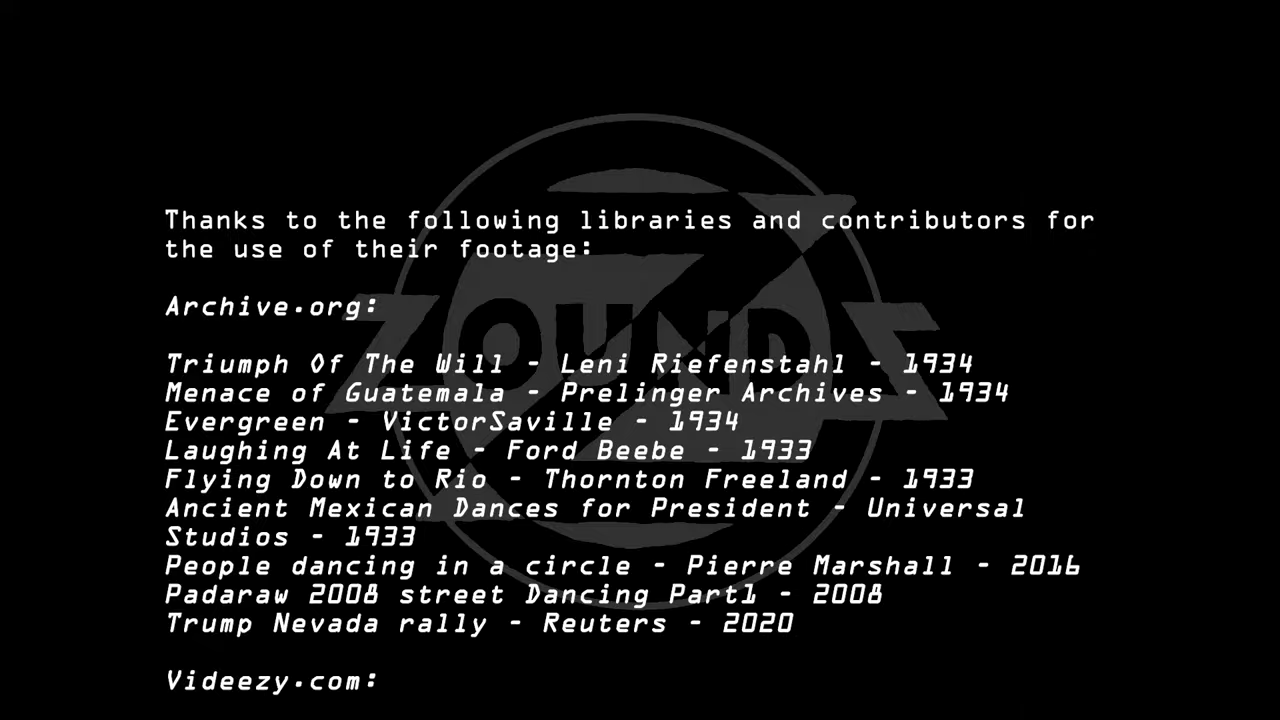 Thanks to the following libraries and contributors for
the use of their footage:
Archive.org:
Triumph Of The Will - Leni Riefenstahl - 1934
Menace of Guatemala - Prelinger Archives - 1934
Evergreen - VictorSaville - 1934
Laughing At Life - Ford Beebe - 1933
Flying Down to Rio - Thornton Freeland - 1933
Ancient Mexican Dances for President - Universal
Studios - 1933
People dancing in a circle - Pierre Marshall - 2016
Padaraw 2008 street Dancing Part1 - 2008
Trump Nevada rally - Reuters - 2020
Videezy.com:
ZOUNDS